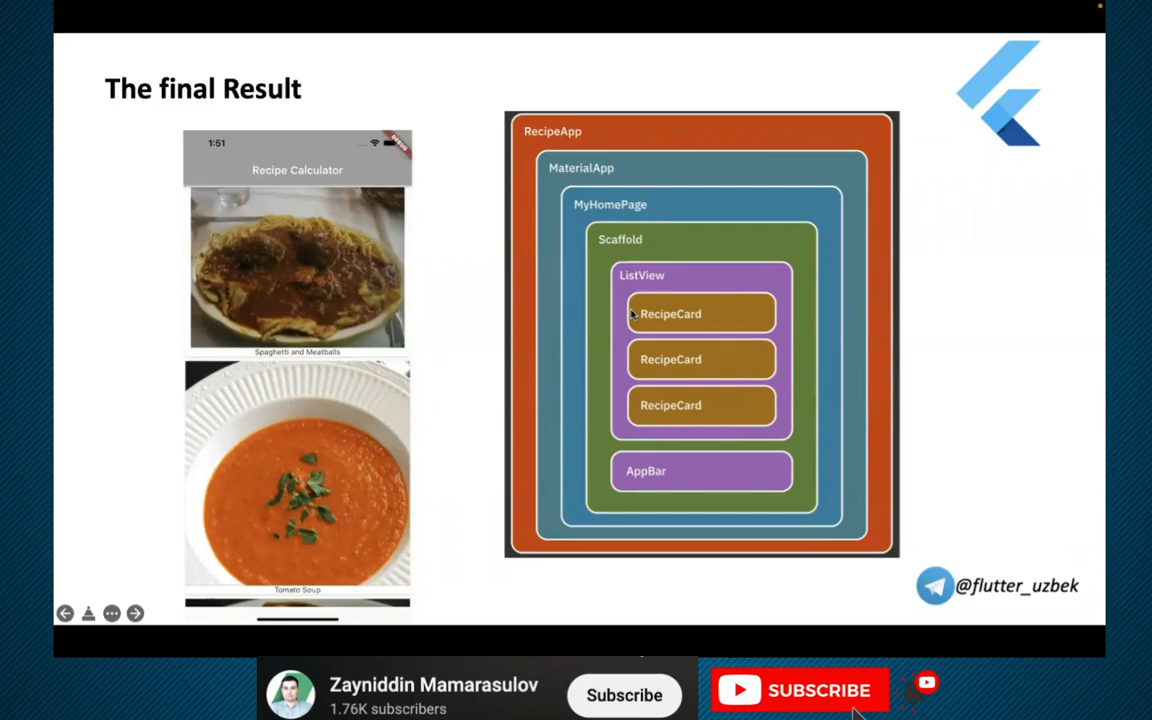 The final Result
1:51
DEBUG
Recipe Calculator
Spaghetti and Meatballs
Tomato Soup
RecipeApp
MaterialApp
MyHomePage
Scaffold
ListView
RecipeCard
RecipeCard
RecipeCard
AppBar
@flutter_uzbek
Zayniddin Mamarasulov
1.76K subscribers
Subscribe
SUBSCRIBE